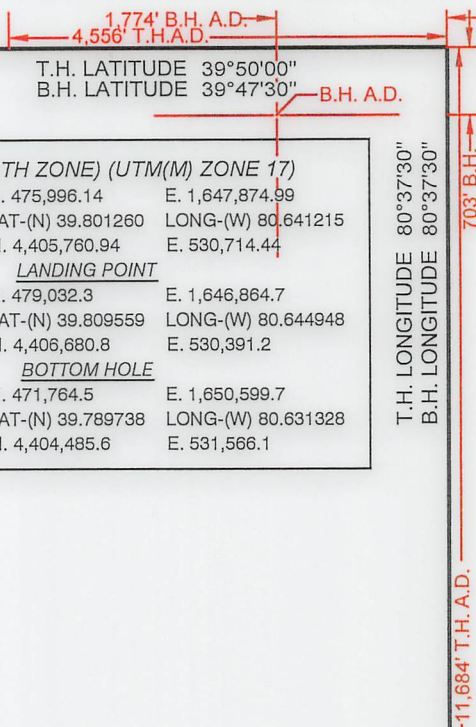 1,774' B.H. A.D.
4,556' T.H.A.D.
T.H. LATITUDE 39°50'00"
B.H. LATITUDE 39°47'30"
B.H. A.D.
T.H. LONGITUDE 80°37'30"
B.H. LONGITUDE 80°37'30"
703' B.H.
11,684' T.H. A.D.
TH ZONE) (UTM(M) ZONE 17)
. 475,996.14 E. 1,647,874.99
AT-(N) 39.801260 LONG-(W) 80.641215
. 4,405,760.94 E. 530,714.44
LANDING POINT
. 479,032.3 E. 1,646,864.7
AT-(N) 39.809559 LONG-(W) 80.644948
. 4,406,680.8 E. 530,391.2
BOTTOM HOLE
. 471,764.5 E. 1,650,599.7
AT-(N) 39.789738 LONG-(W) 80.631328
. 4,404,485.6 E. 531,566.1